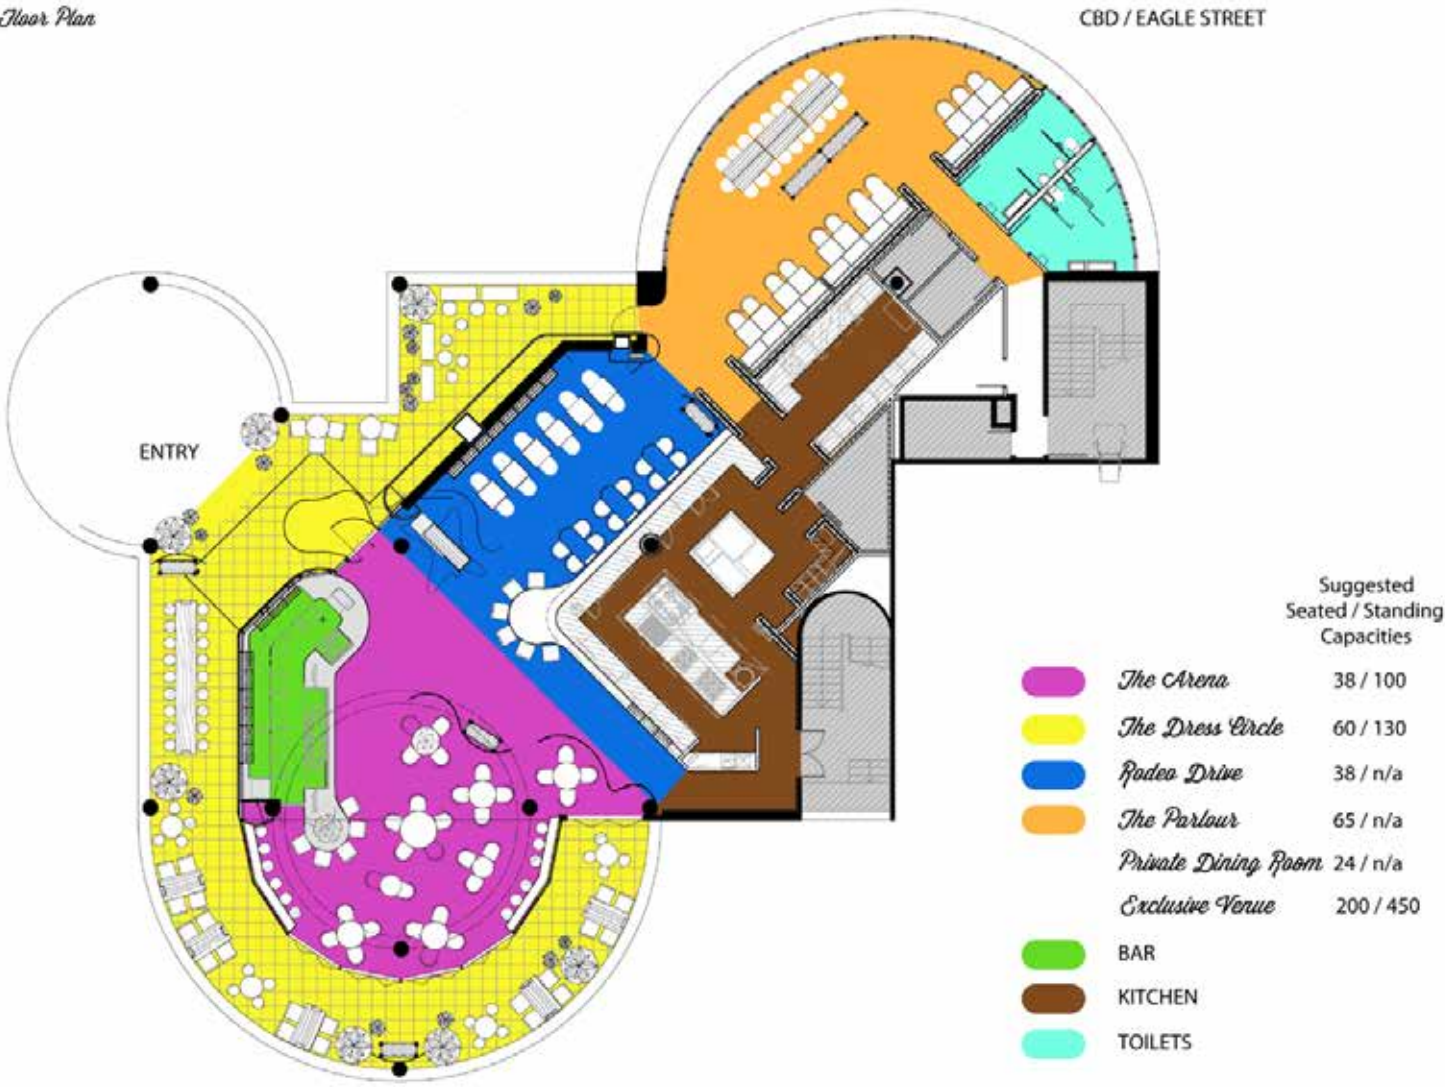 Floor Plan
CBD / EAGLE STREET
ENTRY
Suggested
Seated / Standing
Capacities
The Arena 38 / 100
The Dress Circle 60 / 130
Rodeo Drive 38 / n/a
The Parlour 65 / n/a
Private Dining Room 24 / n/a
Exclusive Venue 200 / 450
BAR
KITCHEN
TOILETS